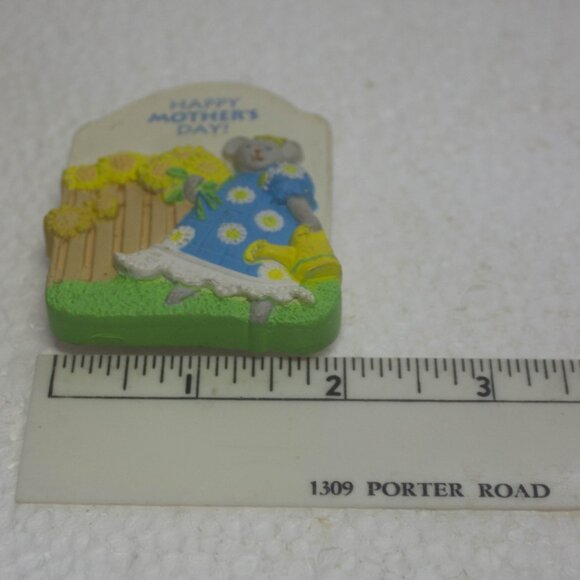 HAPPY
MOTHER'S
DAY!
1 2 3
1309 PORTER ROAD